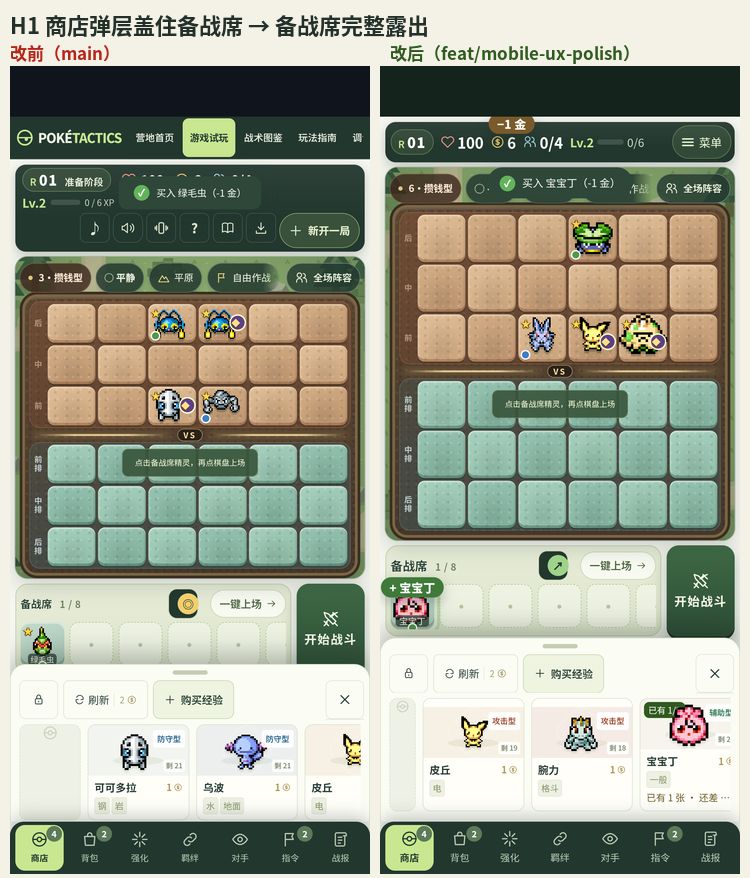 H1 商店弹层盖住备战席 → 备战席完整露出
改前（main）
POKÉTACTICS 营地首页 游戏试玩 战术图鉴 玩法指南 调
R 01 准备阶段
买入 绿毛虫（-1 金）
Lv.2 0 / 6 XP
? ＋ 新开一局
3 · 攒钱型 平静 平原 自由作战 全场阵容
后
中
前
VS
前排
点击备战席精灵，再点棋盘上场
中排
后排
备战席 1 / 8 一键上场 →
绿毛虫
开始战斗
刷新 2 ＋ 购买经验 ×
防守型 剩 21
可可多拉 1
钢 岩
防守型 剩 21
乌波 1
水 地面
皮丘
电
商店 4 背包 2 强化 羁绊 对手 指令 2 战报
改后（feat/mobile-ux-polish）
−1 金
R 01 100 6 0/4 Lv.2 0/6 菜单
6 · 攒钱型 买入 宝宝丁（-1 金） 作战 全场阵容
后
中
前
VS
前排
点击备战席精灵，再点棋盘上场
中排
后排
备战席 1 / 8 一键上场 →
+ 宝宝丁
宝宝丁
开始战斗
刷新 2 ＋ 购买经验 ×
攻击型 剩 19
皮丘 1
电
攻击型 剩 18
腕力 1
格斗
已有 1 辅助型 剩 2
宝宝丁 1
一般
已有 1 张 · 还差 …
商店 4 背包 2 强化 羁绊 对手 指令 2 战报